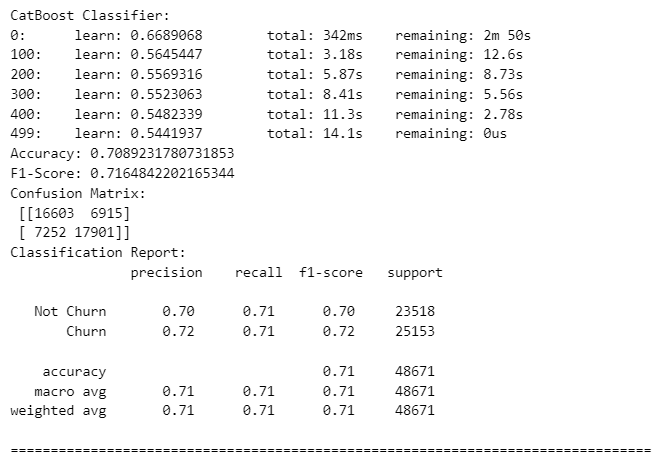 CatBoost Classifier:
0:      learn: 0.6689068        total: 342ms    remaining: 2m 50s
100:    learn: 0.5645447        total: 3.18s    remaining: 12.6s
200:    learn: 0.5569316        total: 5.87s    remaining: 8.73s
300:    learn: 0.5523063        total: 8.41s    remaining: 5.56s
400:    learn: 0.5482339        total: 11.3s    remaining: 2.78s
499:    learn: 0.5441937        total: 14.1s    remaining: 0us
Accuracy: 0.7089231780731853
F1-Score: 0.7164842202165344
Confusion Matrix:
 [[16603  6915]
 [ 7252 17901]]
Classification Report:
               precision    recall  f1-score   support
   Not Churn       0.70      0.71      0.70     23518
       Churn       0.72      0.71      0.72     25153
    accuracy                           0.71     48671
   macro avg       0.71      0.71      0.71     48671
weighted avg       0.71      0.71      0.71     48671
================================================================================